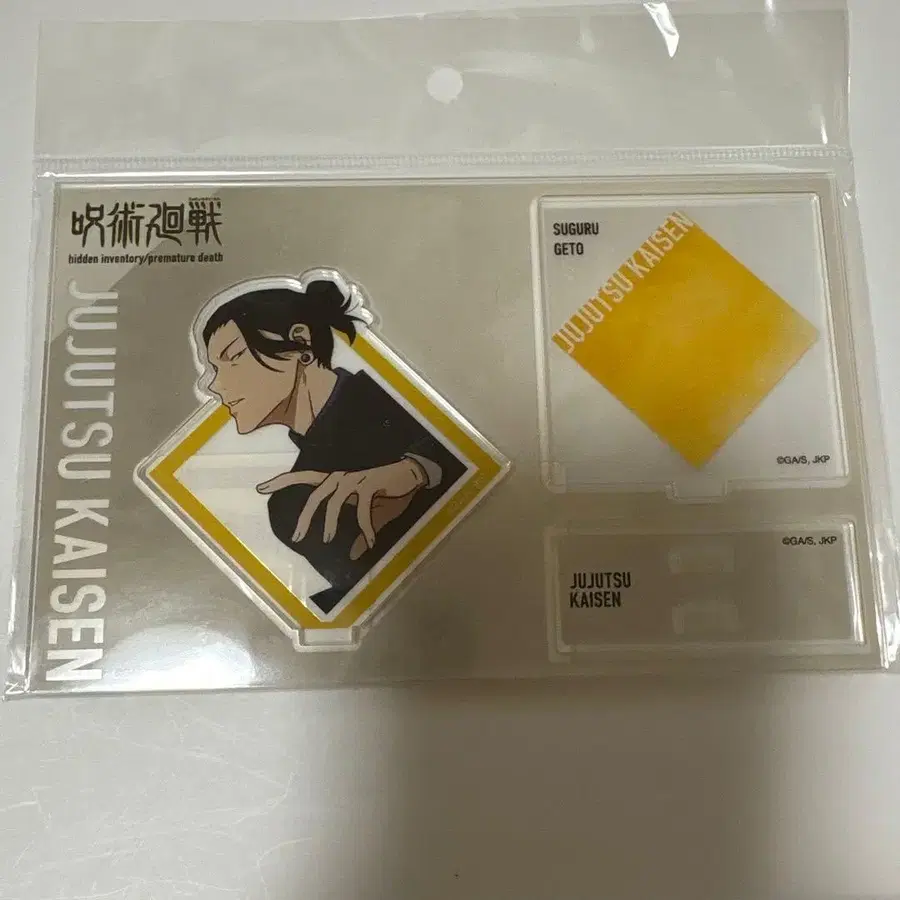 呪術廻戦
hidden inventory/premature death
JUJUTSU KAISEN
SUGURU
GETO
JUJUTSU KAISEN
©GA/S, JKP
©GA/S, JKP
JUJUTSU
KAISEN